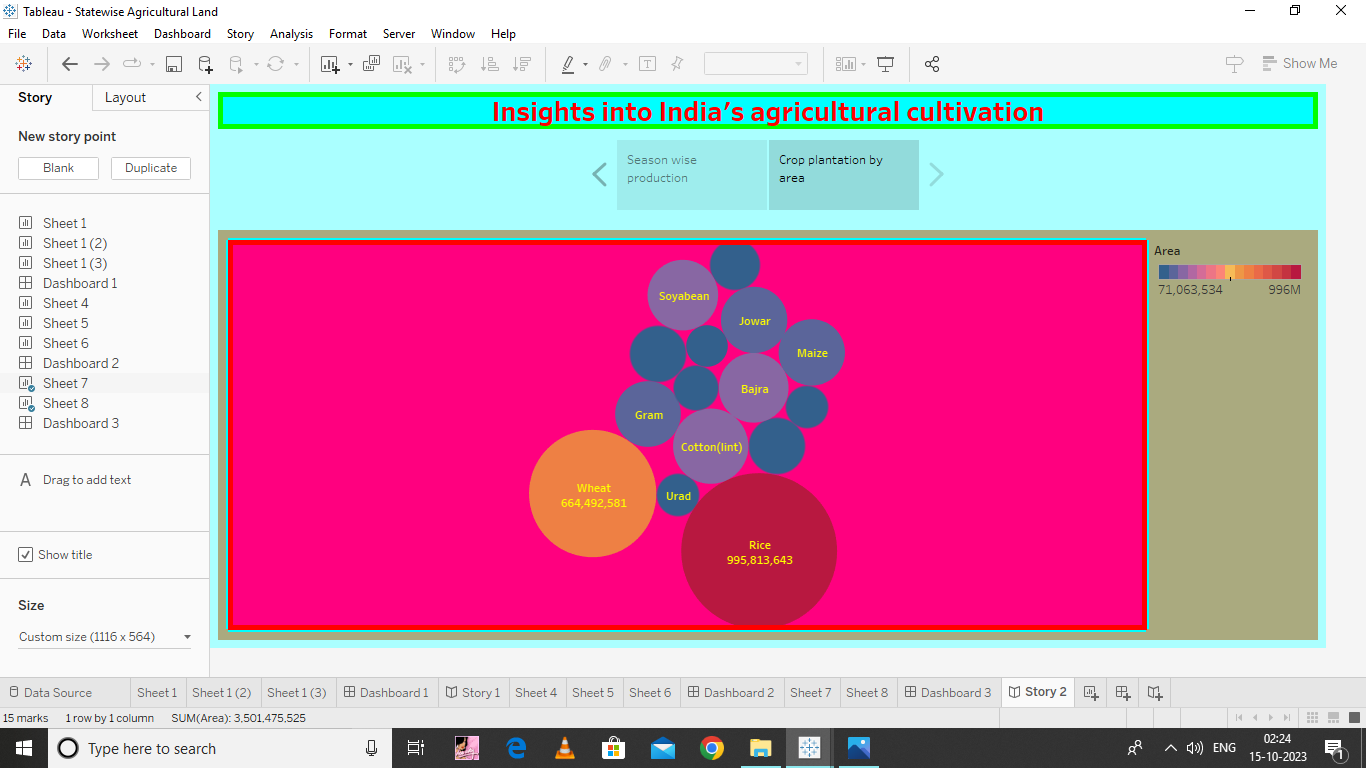 Tableau - Statewise Agricultural Land
File Data Worksheet Dashboard Story Analysis Format Server Window Help
Show Me
Story Layout
New story point
Blank Duplicate
Sheet 1
Sheet 1 (2)
Sheet 1 (3)
Dashboard 1
Sheet 4
Sheet 5
Sheet 6
Dashboard 2
Sheet 7
Sheet 8
Dashboard 3
A Drag to add text
Show title
Size
Custom size (1116 x 564)
Insights into India’s agricultural cultivation
Season wise
production
Crop plantation by
area
Soyabean
Jowar
Maize
Bajra
Gram
Cotton(lint)
Wheat
664,492,581
Urad
Rice
995,813,643
Area
71,063,534 996M
Data Source Sheet 1 Sheet 1 (2) Sheet 1 (3) Dashboard 1 Story 1 Sheet 4 Sheet 5 Sheet 6 Dashboard 2 Sheet 7 Sheet 8 Dashboard 3 Story 2
15 marks 1 row by 1 column SUM(Area): 3,501,475,525
Type here to search
ENG
02:24
15-10-2023
1